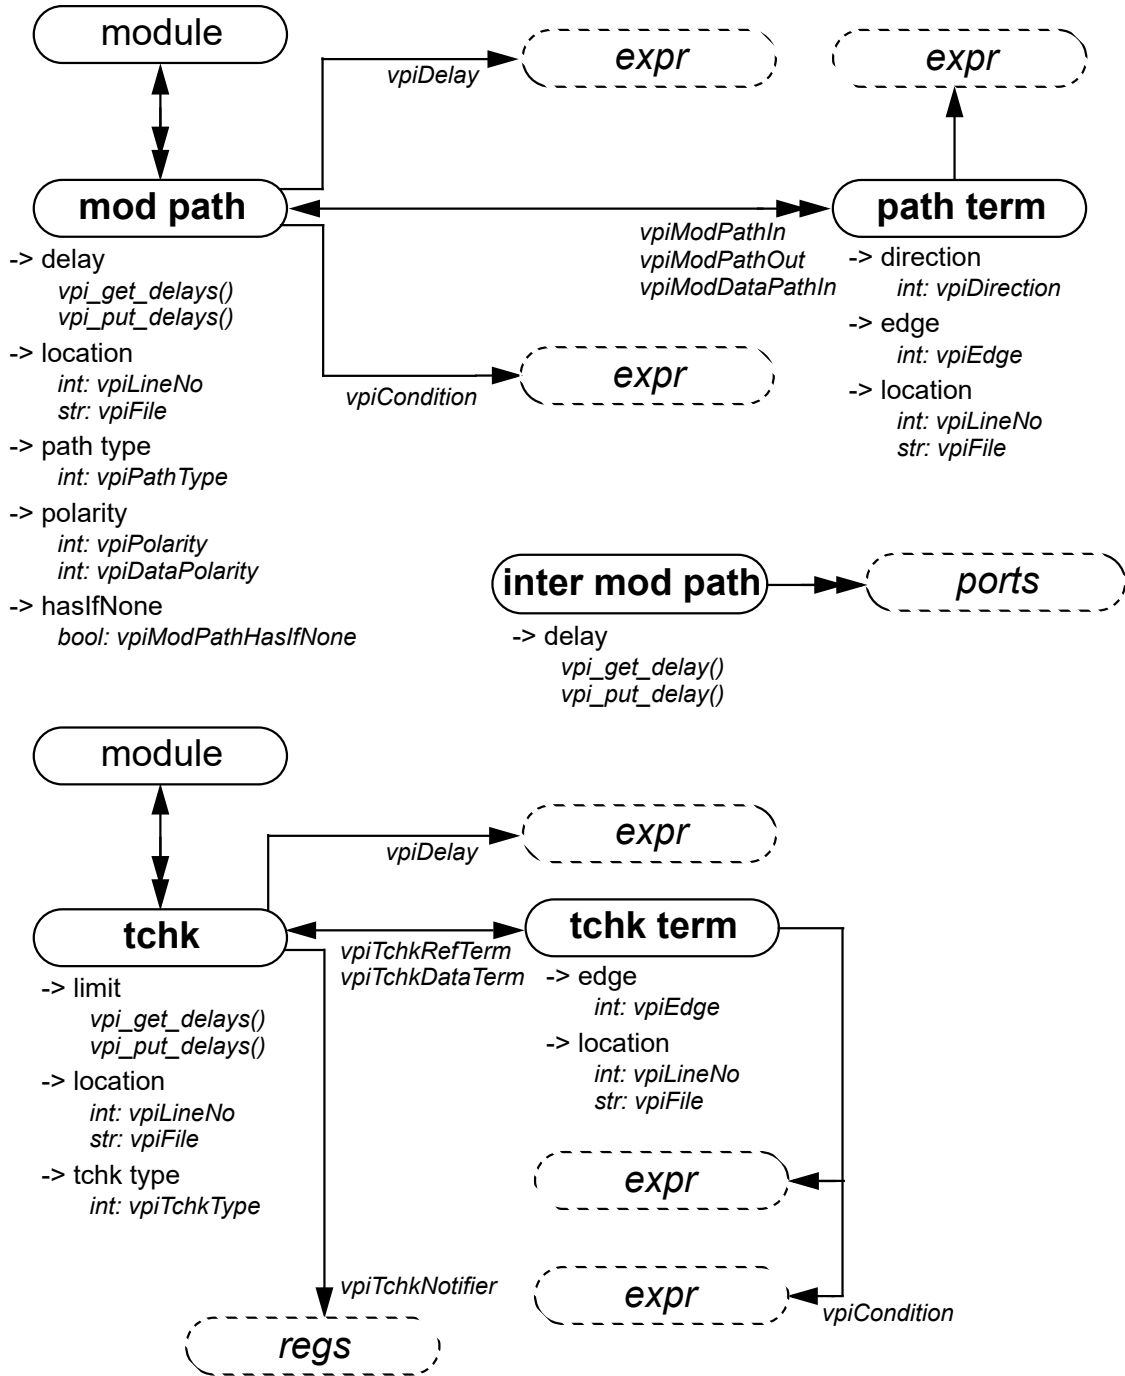 module
vpiDelay
expr
expr
mod path
path term
vpiModPathIn
vpiModPathOut
vpiModDataPathIn
-> delay
vpi_get_delays()
vpi_put_delays()
-> location
int: vpiLineNo
str: vpiFile
-> path type
int: vpiPathType
-> polarity
int: vpiPolarity
int: vpiDataPolarity
-> hasIfNone
bool: vpiModPathHasIfNone
vpiCondition
expr
-> direction
int: vpiDirection
-> edge
int: vpiEdge
-> location
int: vpiLineNo
str: vpiFile
inter mod path
ports
-> delay
vpi_get_delay()
vpi_put_delay()
module
vpiDelay
expr
tchk
vpiTchkRefTerm
vpiTchkDataTerm
tchk term
-> limit
vpi_get_delays()
vpi_put_delays()
-> location
int: vpiLineNo
str: vpiFile
-> tchk type
int: vpiTchkType
-> edge
int: vpiEdge
-> location
int: vpiLineNo
str: vpiFile
expr
expr
vpiCondition
vpiTchkNotifier
regs